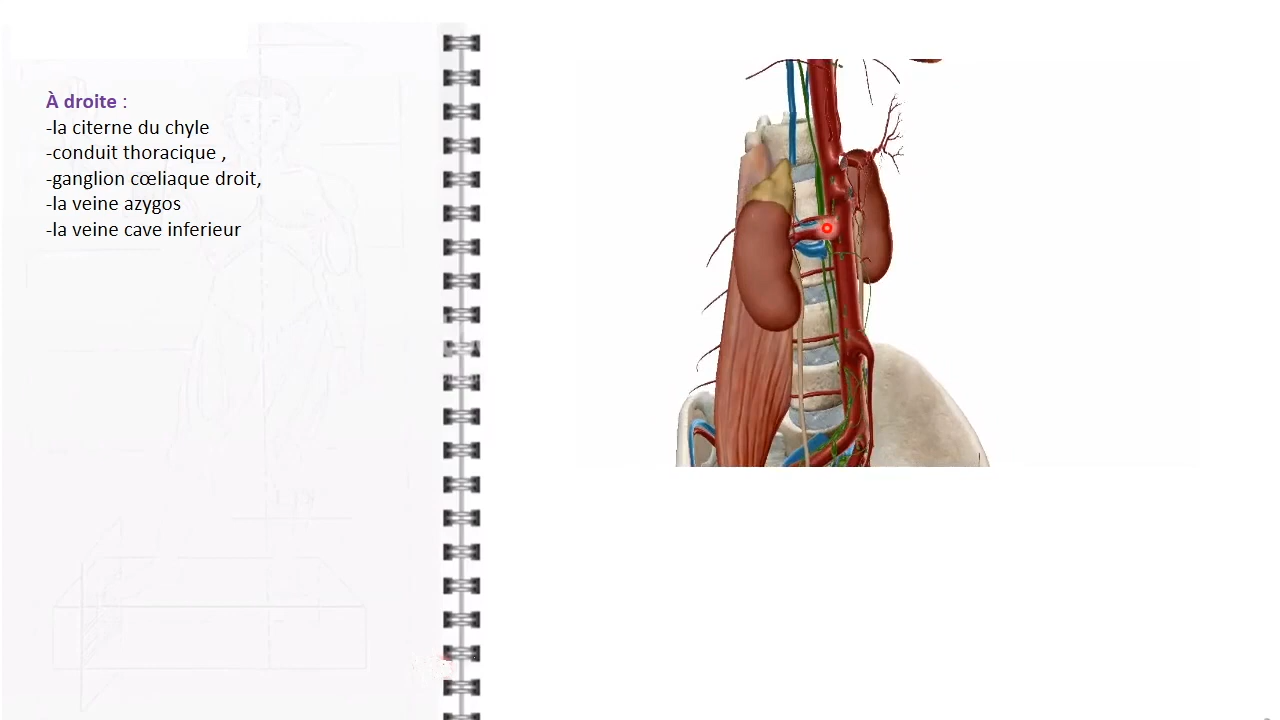 À droite :
-la citerne du chyle
-conduit thoracique ,
-ganglion cœliaque droit,
-la veine azygos
-la veine cave inferieur